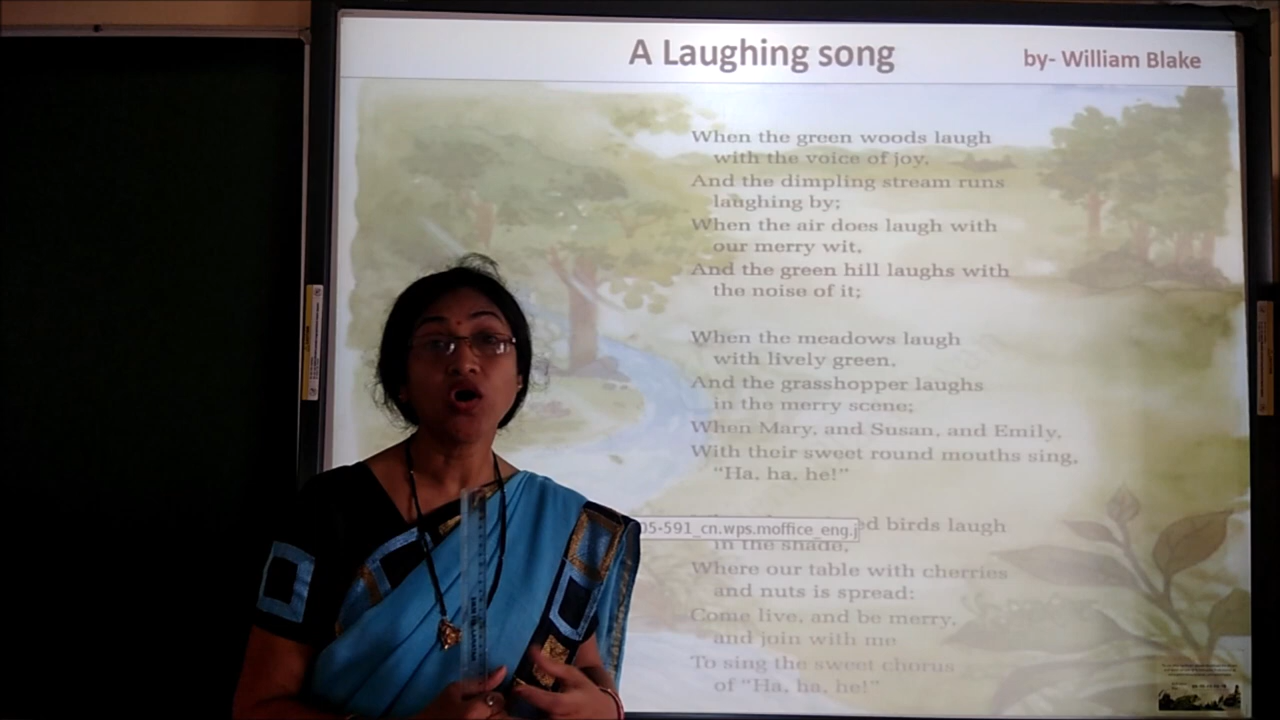 A Laughing song
by- William Blake
When the green woods laugh
with the voice of joy.
And the dimpling stream runs
laughing by;
When the air does laugh with
our merry wit,
And the green hill laughs with
the noise of it;
When the meadows laugh
with lively green,
And the grasshopper laughs
in the merry scene;
When Mary, and Susan, and Emily,
With their sweet round mouths sing,
"Ha, ha, he!"
05-591_cn.wps.moffice_eng.j
ed birds laugh
in the shade,
Where our table with cherries
and nuts is spread:
Come live, and be merry,
and join with me
To sing the sweet chorus
of "Ha, ha, he!"